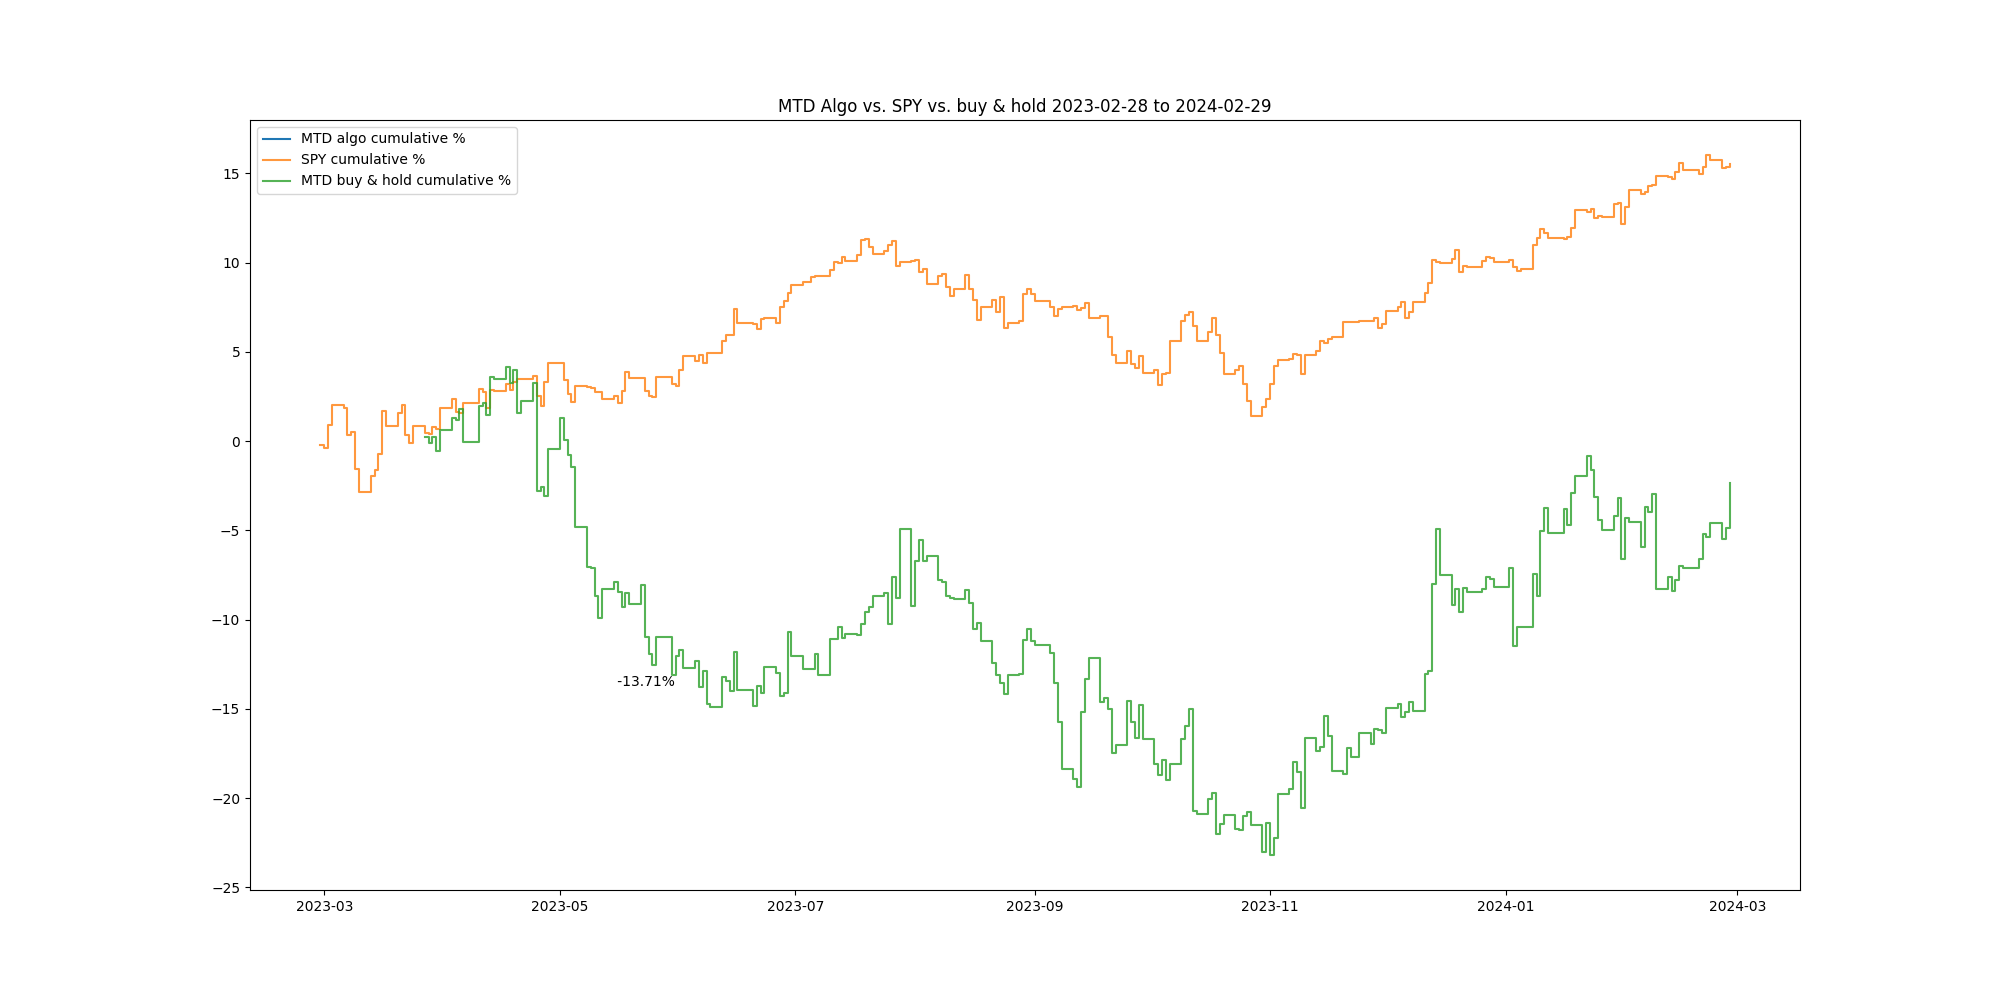 MTD Algo vs. SPY vs. buy & hold 2023-02-28 to 2024-02-29
MTD algo cumulative %
SPY cumulative %
MTD buy & hold cumulative %
15
10
5
0
−5
−10
−15
−20
−25
-13.71%
2023-03 2023-05 2023-07 2023-09 2023-11 2024-01 2024-03